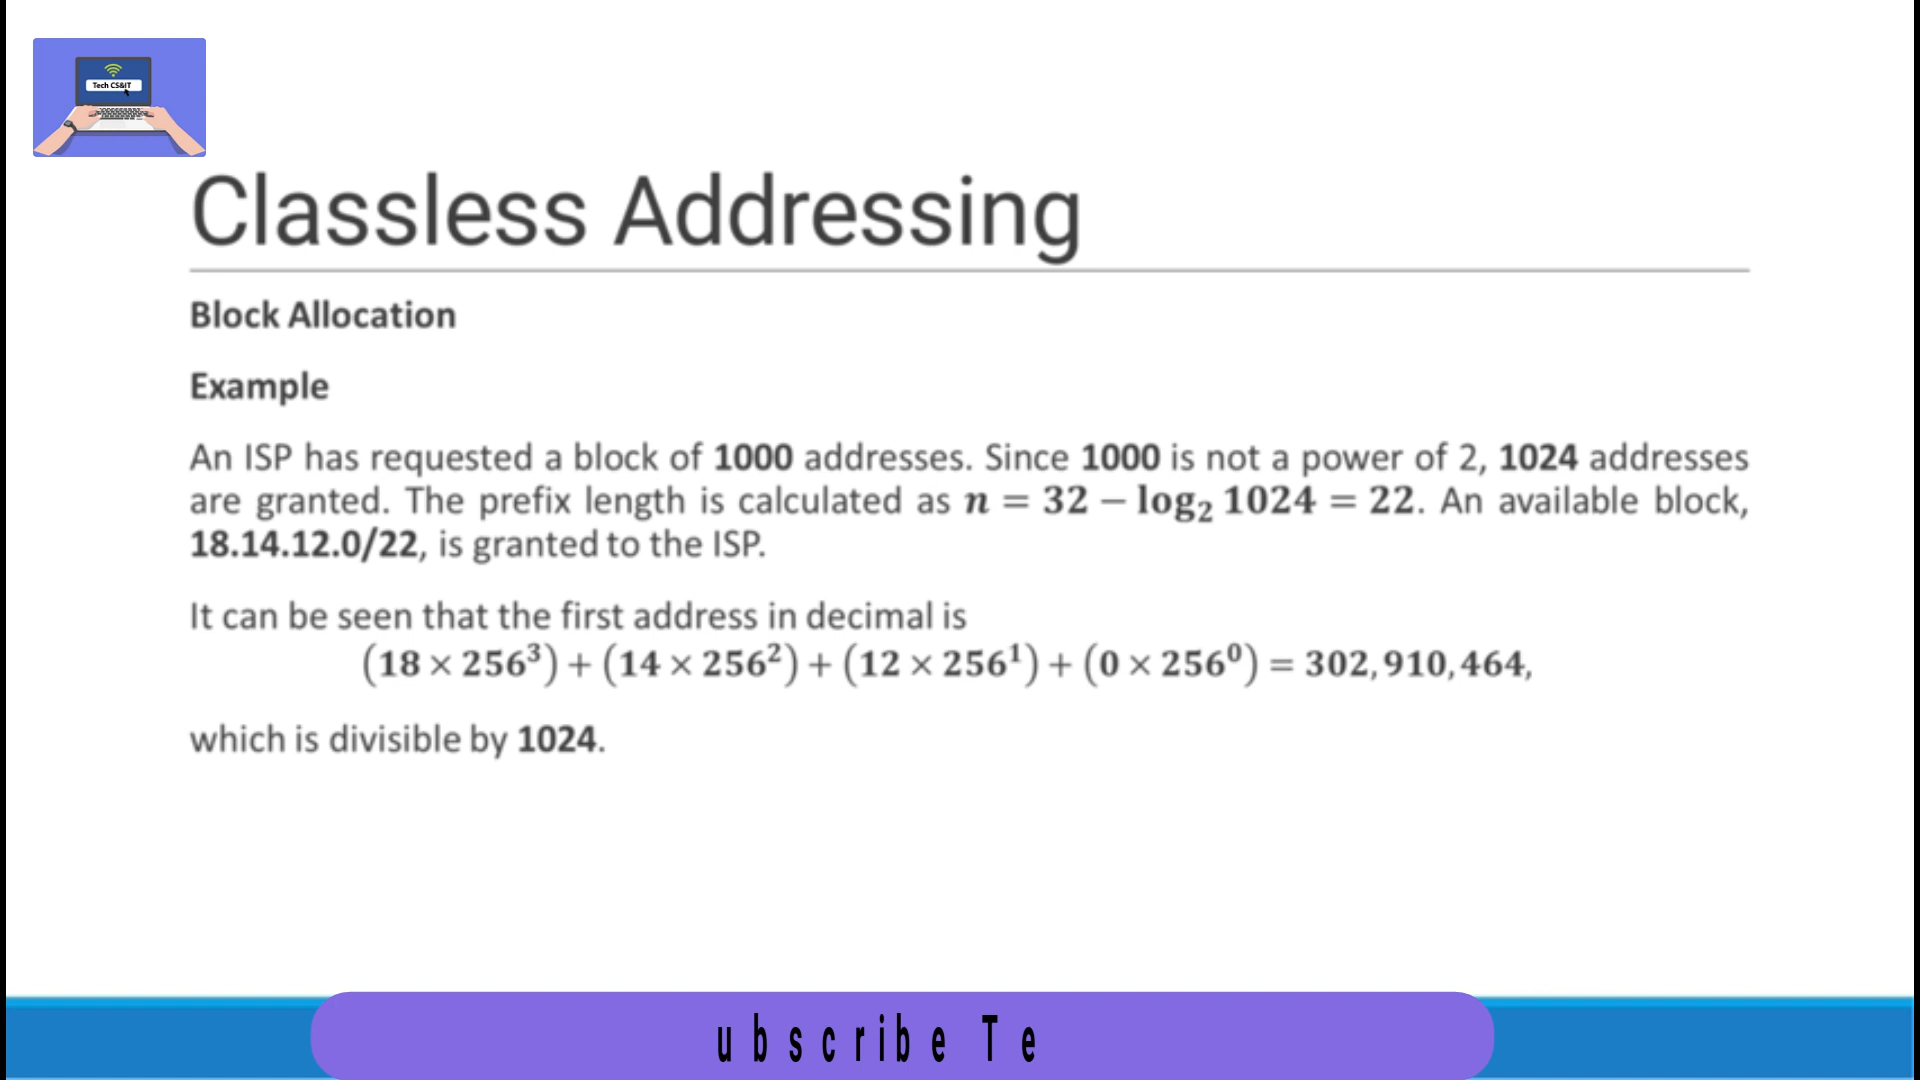 Tech CS&IT
Classless Addressing
Block Allocation
Example
An ISP has requested a block of 1000 addresses. Since 1000 is not a power of 2, 1024 addresses
are granted. The prefix length is calculated as n = 32 − log₂ 1024 = 22. An available block,
18.14.12.0/22, is granted to the ISP.
It can be seen that the first address in decimal is
(18 × 256³) + (14 × 256²) + (12 × 256¹) + (0 × 256⁰) = 302,910,464,
which is divisible by 1024.
ubscribe Te